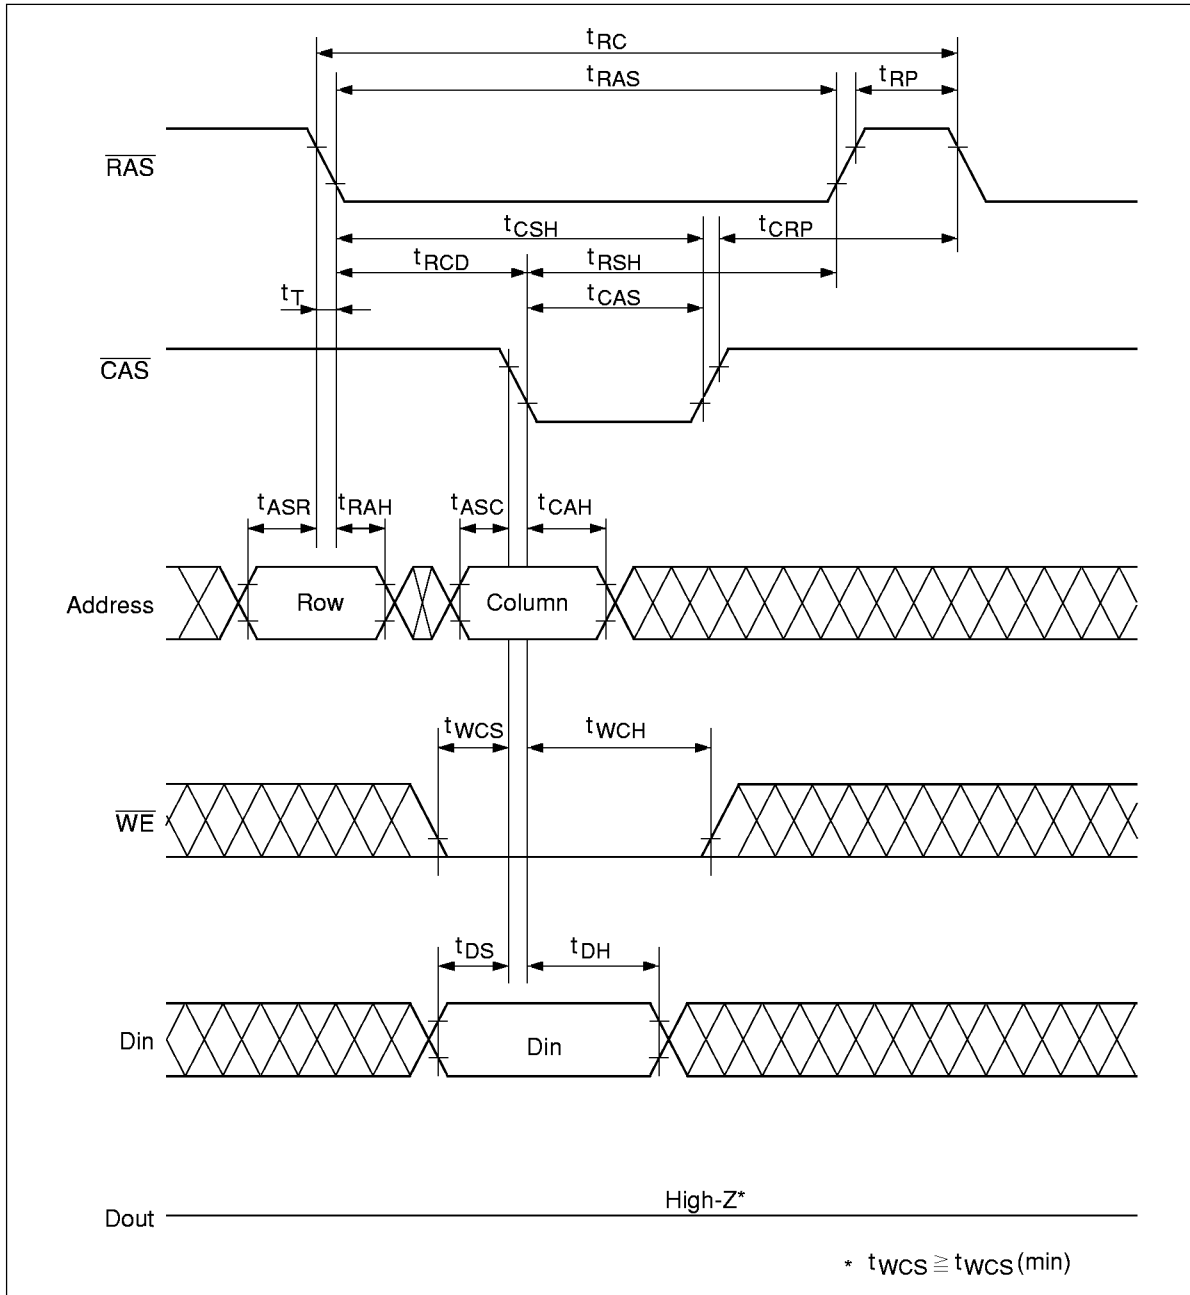 tRC
tRAS
tRP
RAS
tCSH
tCRP
tRCD
tRSH
tT
tCAS
CAS
tASR
tRAH
tASC
tCAH
Address
Row
Column
tWCS
tWCH
WE
tDS
tDH
Din
Din
High-Z*
Dout
* tWCS ≧ tWCS (min)